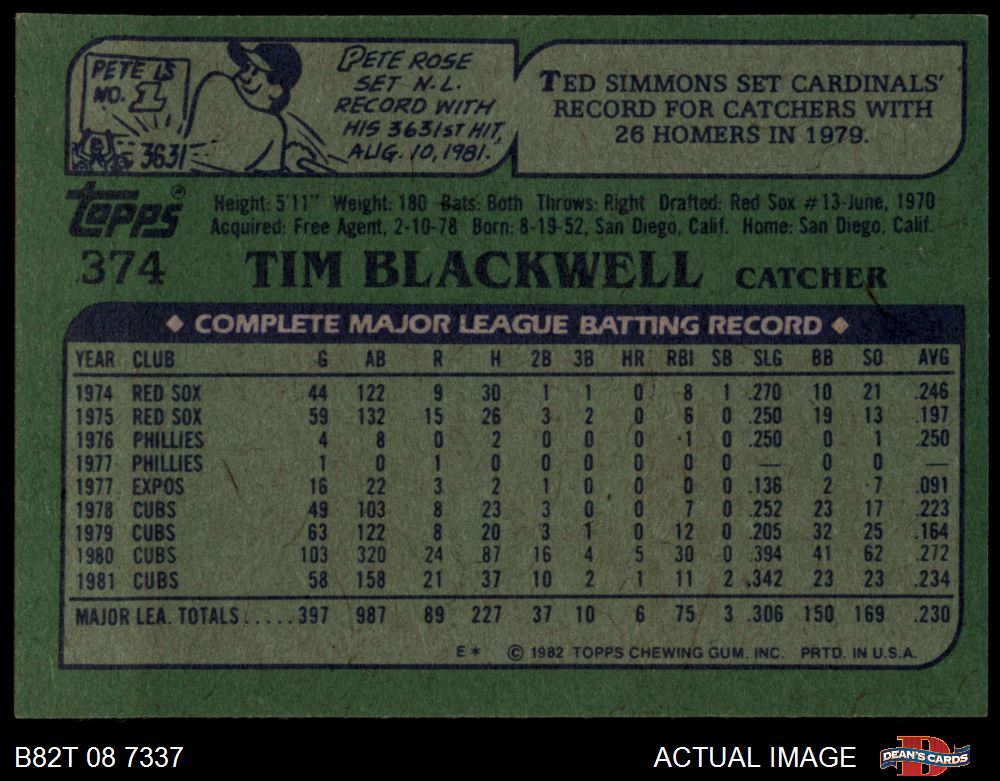 PETE IS
NO. 1
3631
PETE ROSE
SET N.L.
RECORD WITH
HIS 3631ST HIT,
AUG. 10, 1981.
TED SIMMONS SET CARDINALS'
RECORD FOR CATCHERS WITH
26 HOMERS IN 1979.
Topps®
Height: 5'11" Weight: 180 Bats: Both Throws: Right Drafted: Red Sox #13-June, 1970
Acquired: Free Agent, 2-10-78 Born: 8-19-52, San Diego, Calif. Home: San Diego, Calif.
374 TIM BLACKWELL CATCHER
◆ COMPLETE MAJOR LEAGUE BATTING RECORD ◆
YEAR CLUB G AB R H 2B 3B HR RBI SB SLG BB SO AVG
1974 RED SOX 44 122 9 30 1 1 0 8 1 .270 10 21 .246
1975 RED SOX 59 132 15 26 3 2 0 6 0 .250 19 13 .197
1976 PHILLIES 4 8 0 2 0 0 0 1 0 .250 0 1 .250
1977 PHILLIES 1 0 1 0 0 0 0 0 0 — 0 0 —
1977 EXPOS 16 22 3 2 1 0 0 0 0 .136 2 7 .091
1978 CUBS 49 103 8 23 3 0 0 7 0 .252 23 17 .223
1979 CUBS 63 122 8 20 3 1 0 12 0 .205 32 25 .164
1980 CUBS 103 320 24 87 16 4 5 30 0 .394 41 62 .272
1981 CUBS 58 158 21 37 10 2 1 11 2 .342 23 23 .234
MAJOR LEA. TOTALS.....397 987 89 227 37 10 6 75 3 .306 150 169 .230
E* © 1982 TOPPS CHEWING GUM, INC. PRTD. IN U.S.A.
B82T 08 7337 ACTUAL IMAGE DEAN'S CARDS